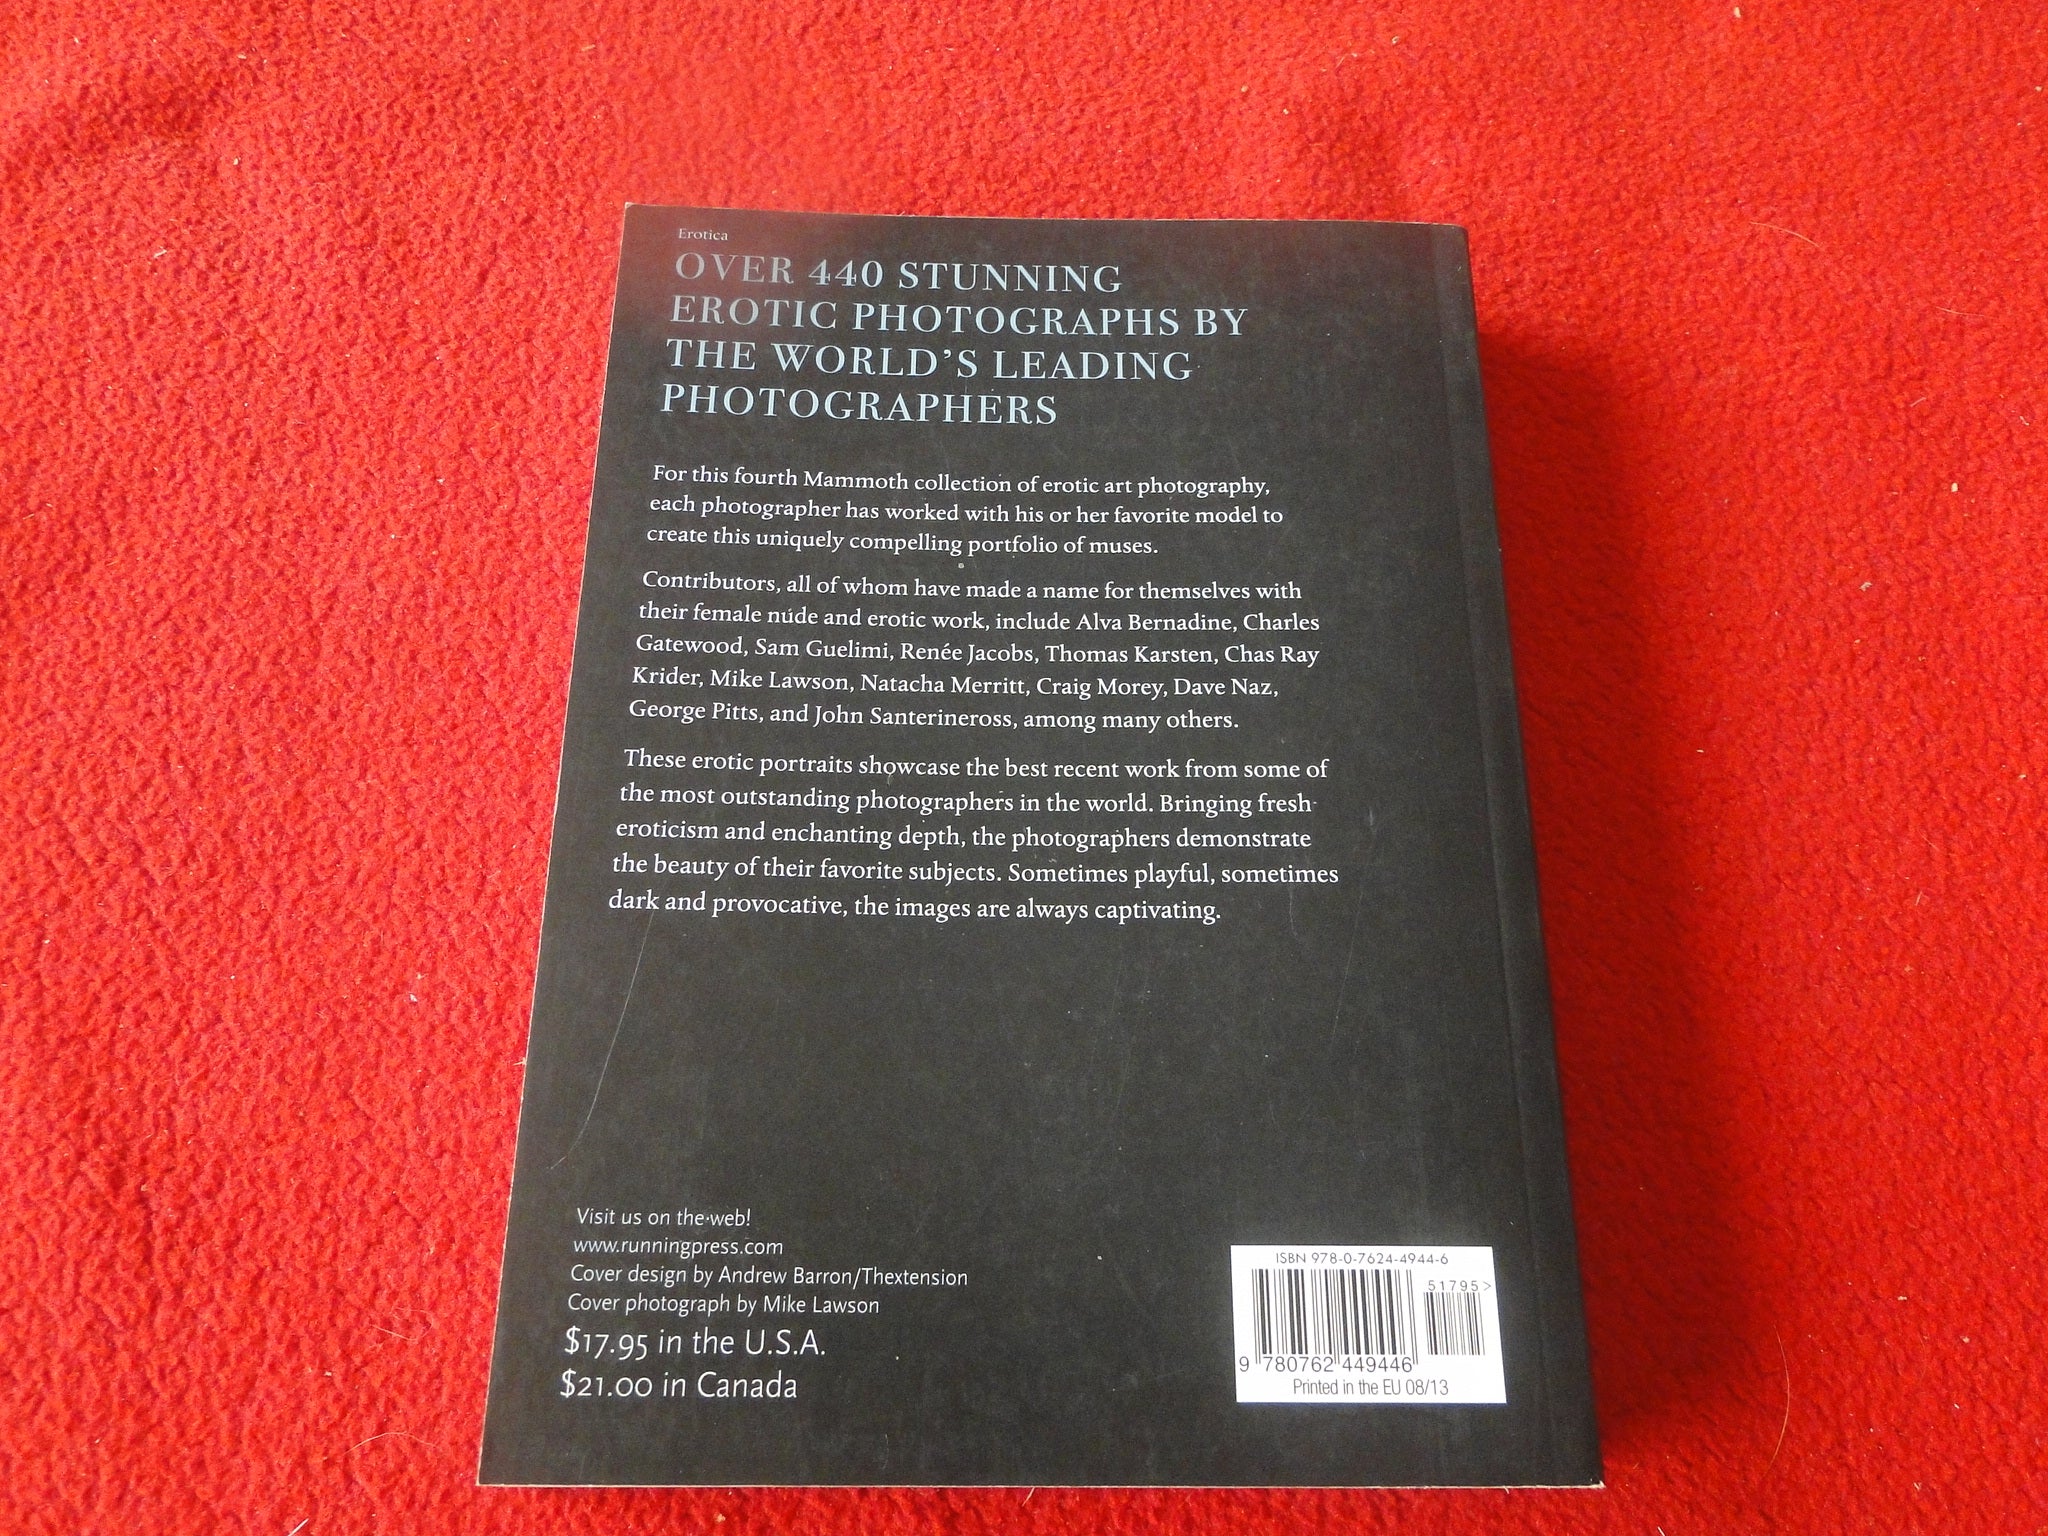 Erotica
OVER 440 STUNNING
EROTIC PHOTOGRAPHS BY
THE WORLD'S LEADING
PHOTOGRAPHERS
For this fourth Mammoth collection of erotic art photography,
each photographer has worked with his or her favorite model to
create this uniquely compelling portfolio of muses.
Contributors, all of whom have made a name for themselves with
their female nude and erotic work, include Alva Bernadine, Charles
Gatewood, Sam Guelimi, Renée Jacobs, Thomas Karsten, Chas Ray
Krider, Mike Lawson, Natacha Merritt, Craig Morey, Dave Naz,
George Pitts, and John Santerineross, among many others.
These erotic portraits showcase the best recent work from some of
the most outstanding photographers in the world. Bringing fresh
eroticism and enchanting depth, the photographers demonstrate
the beauty of their favorite subjects. Sometimes playful, sometimes
dark and provocative, the images are always captivating.
Visit us on the web!
www.runningpress.com
Cover design by Andrew Barron/Thextension
Cover photograph by Mike Lawson
$17.95 in the U.S.A.
$21.00 in Canada
ISBN 978-0-7624-4944-6
51795>
9 780762 449446
Printed in the EU 08/13